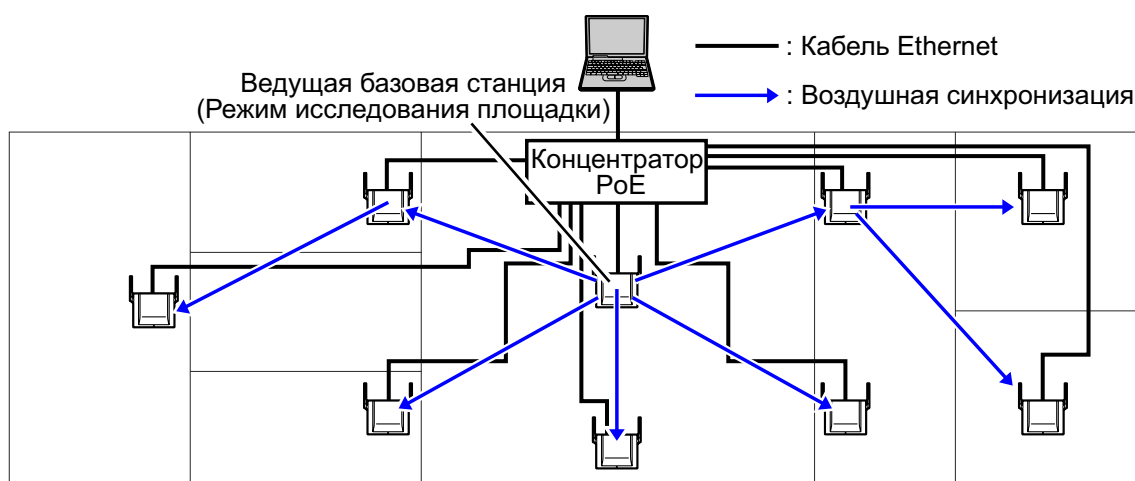 : Кабель Ethernet
Ведущая базовая станция
(Режим исследования площадки)
: Воздушная синхронизация
Концентратор
PoE